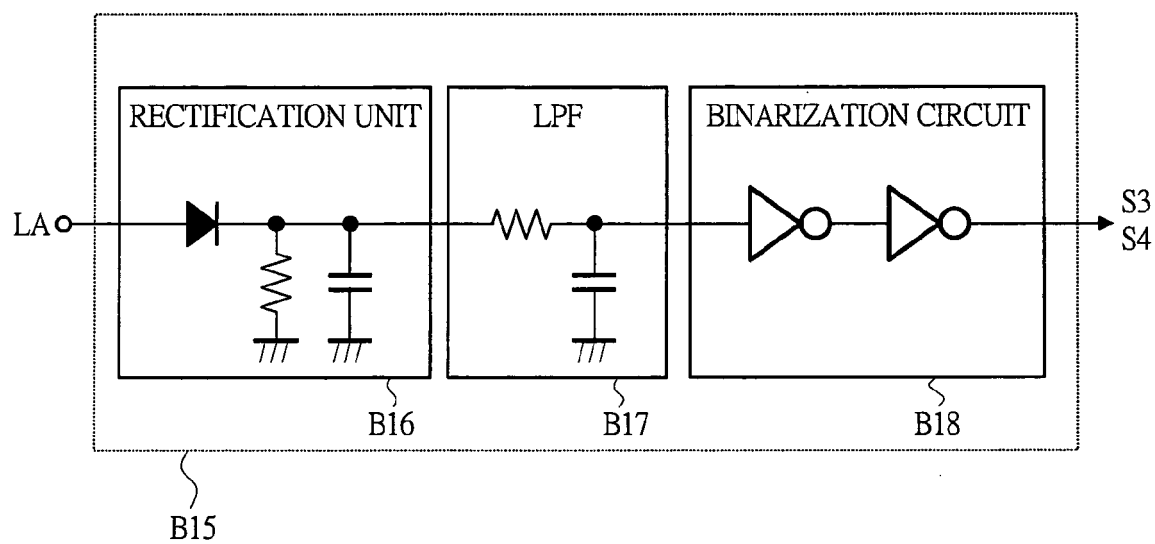 RECTIFICATION UNIT
LPF
BINARIZATION CIRCUIT
LA
S3
S4
B16
B17
B18
B15